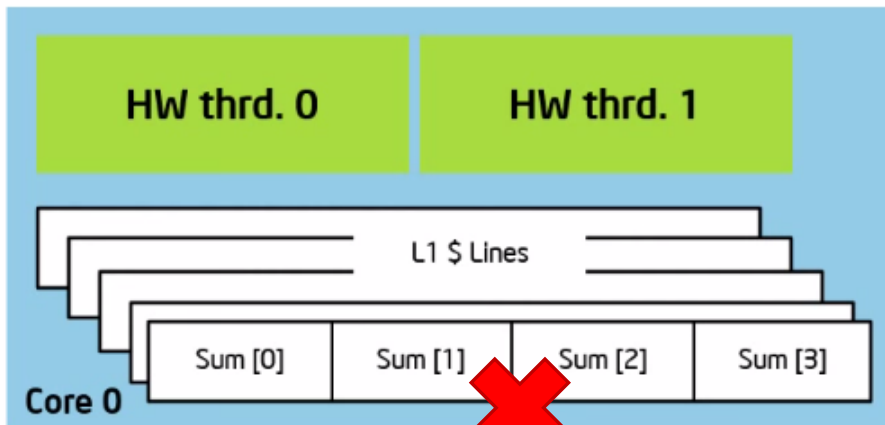 HW thrd. 0
HW thrd. 1
L1 $ Lines
Sum [0] Sum [1] Sum [2] Sum [3]
Core 0